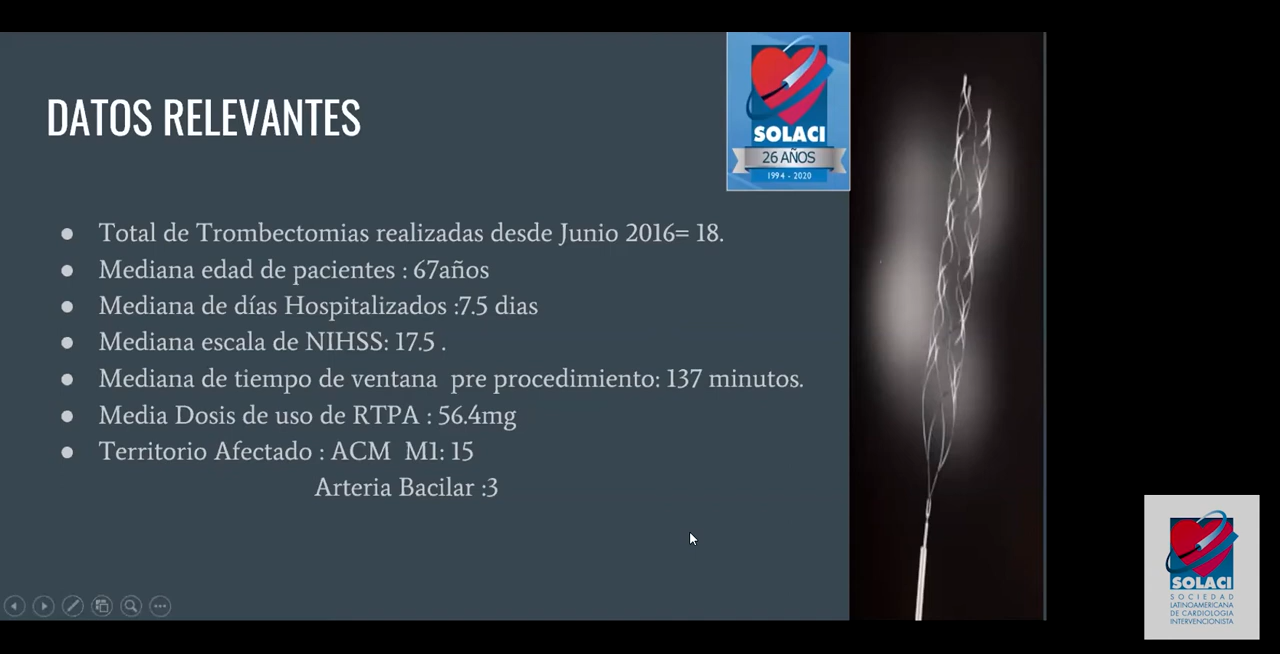 DATOS RELEVANTES
SOLACI
26 AÑOS
1994 - 2020
● Total de Trombectomias realizadas desde Junio 2016= 18.
● Mediana edad de pacientes : 67años
● Mediana de días Hospitalizados :7.5 dias
● Mediana escala de NIHSS: 17.5 .
● Mediana de tiempo de ventana pre procedimiento: 137 minutos.
● Media Dosis de uso de RTPA : 56.4mg
● Territorio Afectado : ACM M1: 15
Arteria Bacilar :3
SOLACI
SOCIEDAD
LATINOAMERICANA
DE CARDIOLOGIA
INTERVENCIONISTA